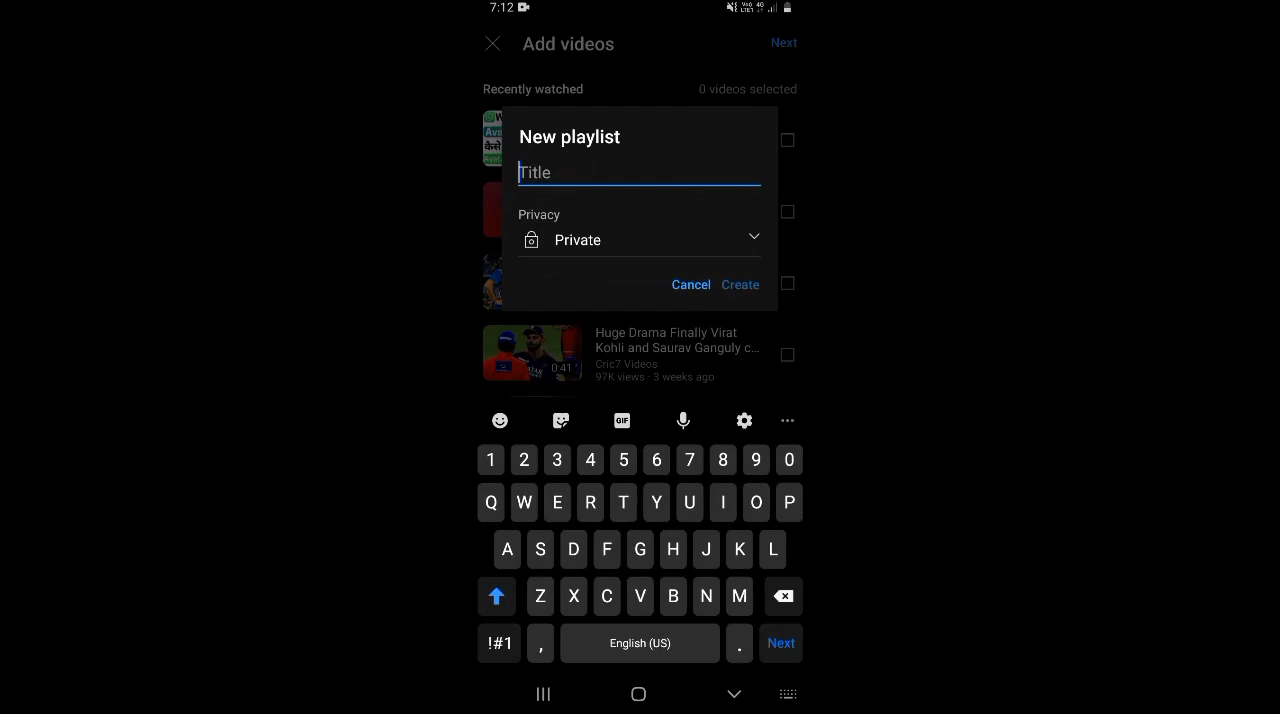 7:12
Add videos
Next
Recently watched
0 videos selected
New playlist
Title
Privacy
Private
Cancel Create
Huge Drama Finally Virat
Kohli and Saurav Ganguly c...
Cric7 Videos
97K views · 3 weeks ago
0:41
GIF
1 2 3 4 5 6 7 8 9 0
Q W E R T Y U I O P
A S D F G H J K L
Z X C V B N M
!#1 , English (US) . Next